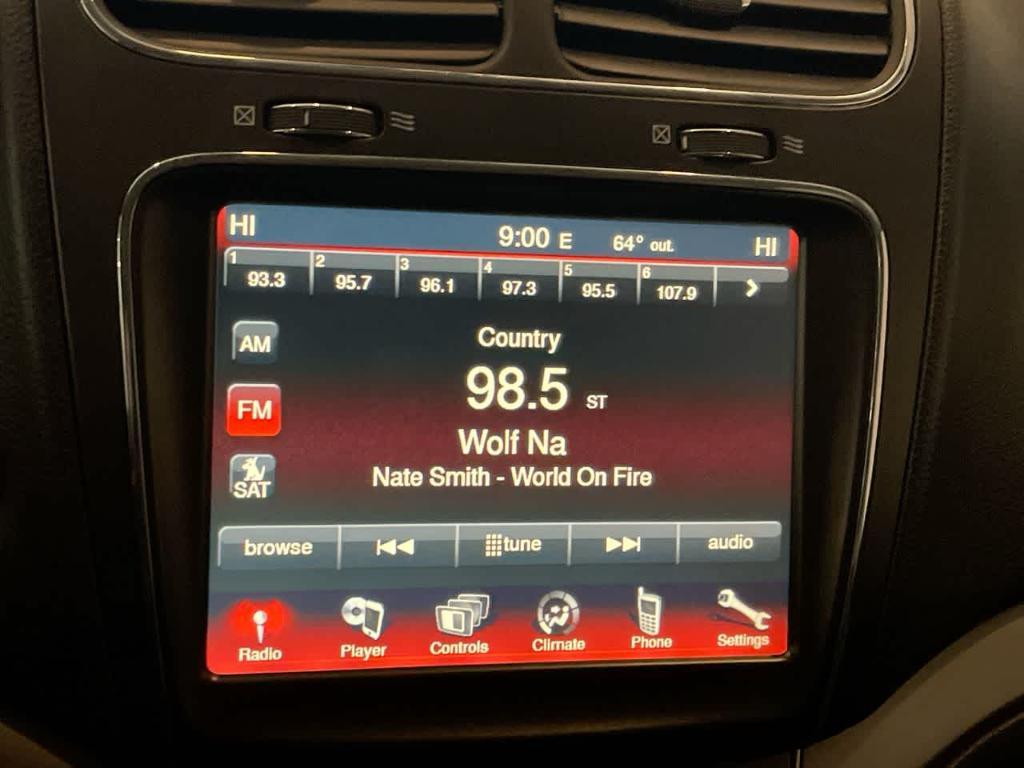 HI 9:00 E 64° out. HI
1 93.3 2 95.7 3 96.1 4 97.3 5 95.5 6 107.9
AM
Country
98.5 ST
FM
Wolf Na
Nate Smith - World On Fire
SAT
browse tune audio
Radio Player Controls Climate Phone Settings